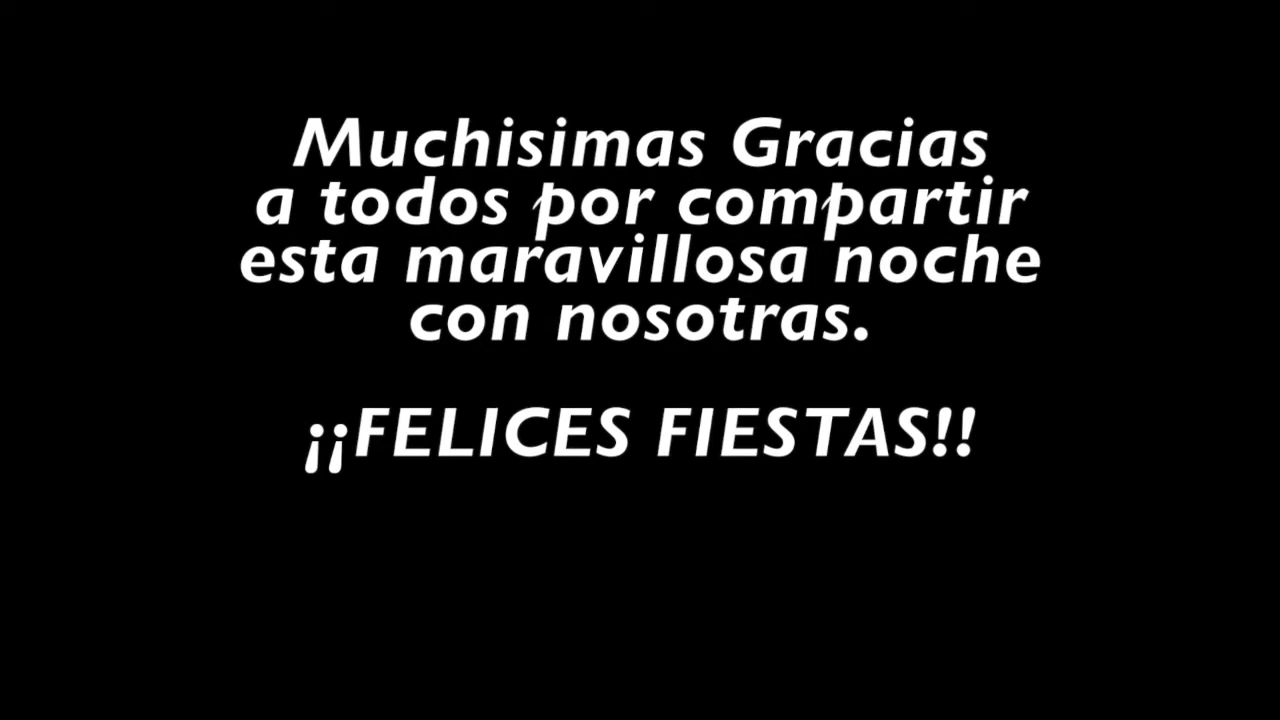 Muchisimas Gracias
a todos por compartir
esta maravillosa noche
con nosotras.
¡¡FELICES FIESTAS!!